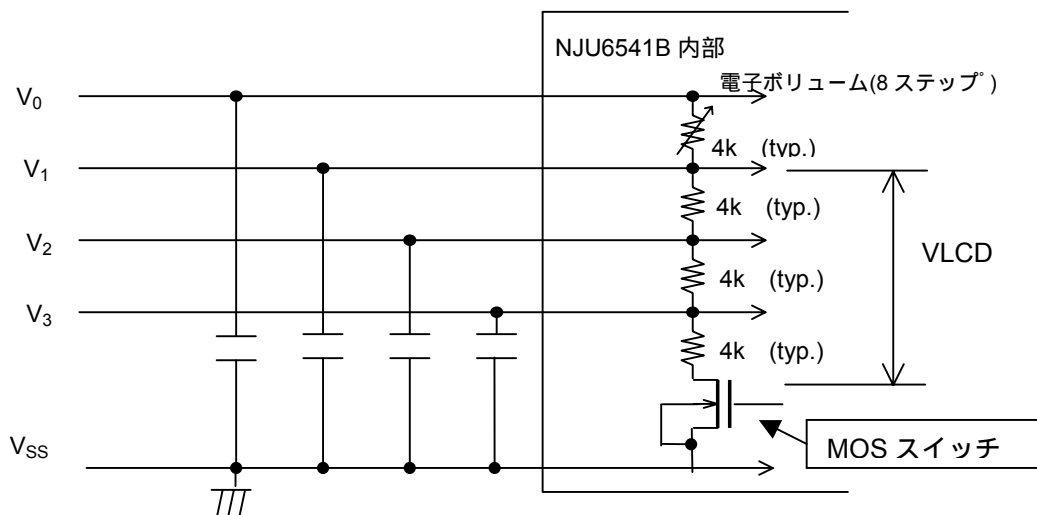 NJU6541B 内部
電子ボリューム(8 ステップ゚)
V0
4k (typ.)
V1
4k (typ.)
V2
VLCD
4k (typ.)
V3
4k (typ.)
VSS
MOS スイッチ